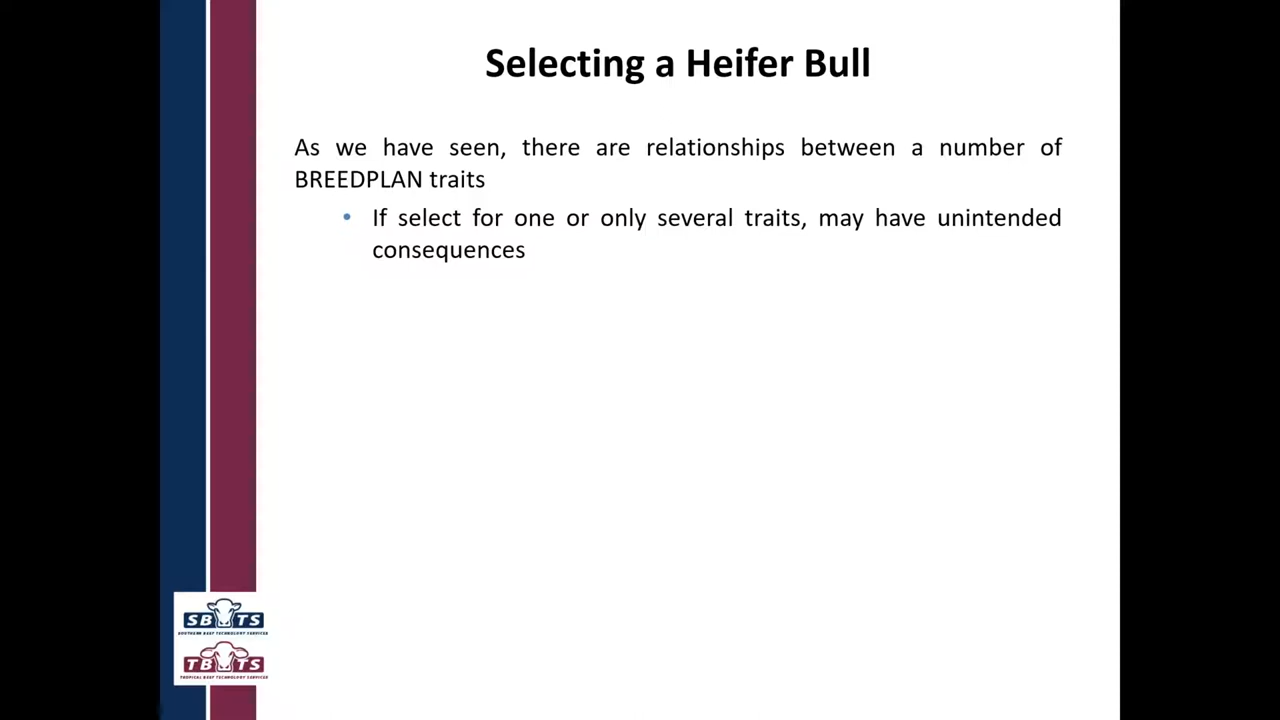 Selecting a Heifer Bull
As we have seen, there are relationships between a number of
BREEDPLAN traits
• If select for one or only several traits, may have unintended
consequences
SBTS
SOUTHERN BEEF TECHNOLOGY SERVICES
TBTS
TROPICAL BEEF TECHNOLOGY SERVICES